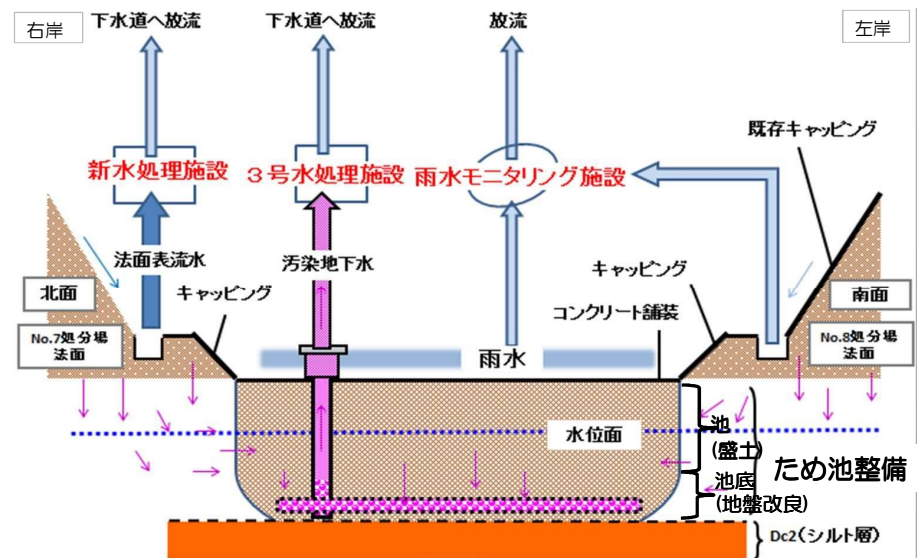 右岸
下水道へ放流
下水道へ放流
放流
左岸
既存キャッピング
新水処理施設
3号水処理施設
雨水モニタリング施設
法面表流水
汚染地下水
キャッピング
北面
キャッピング
コンクリート舗装
南面
No.7処分場
法面
雨水
No.8処分場
法面
水位面
池
(盛土)
ため池整備
池底
(地盤改良)
Dc2(シルト層)